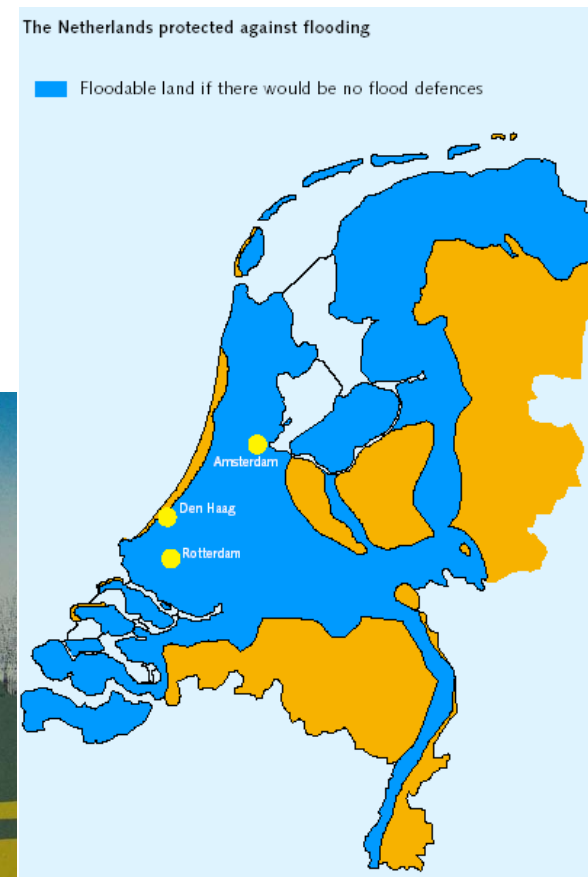 The Netherlands protected against flooding
Floodable land if there would be no flood defences
Amsterdam
Den Haag
Rotterdam